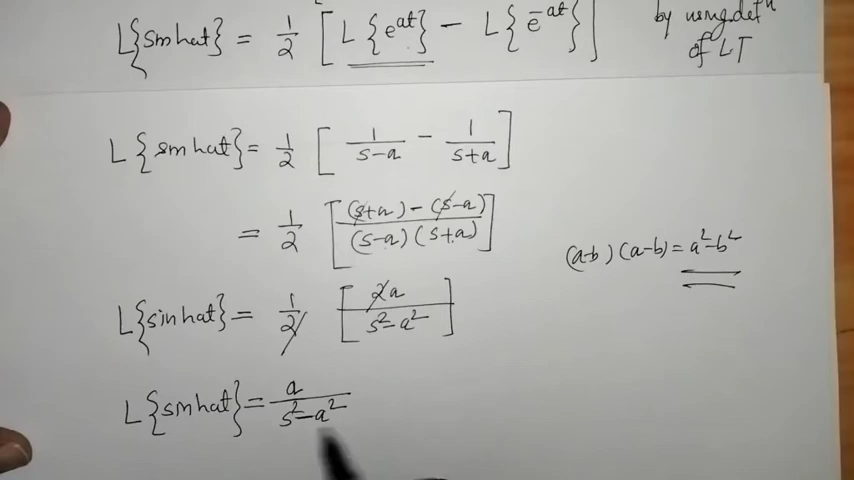 L{sinhat} = 1/2 [L{e^at} - L{e^-at}] by using defn of LT
L{sinhat} = 1/2 [1/(s-a) - 1/(s+a)]
= 1/2 [((s+a) - (s-a))/((s-a)(s+a))]
(a-b)(a-b) = a²-b²
L{sinhat} = 1/2 [2a/(s²-a²)]
L{sinhat} = a/(s²-a²)